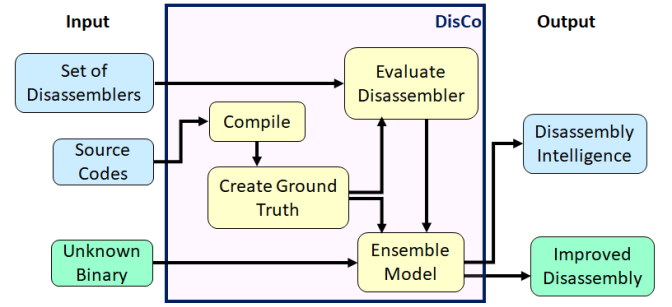 Input
DisCo
Output
Set of
Disassemblers
Evaluate
Disassembler
Compile
Source
Codes
Disassembly
Intelligence
Create Ground
Truth
Unknown
Binary
Ensemble
Model
Improved
Disassembly